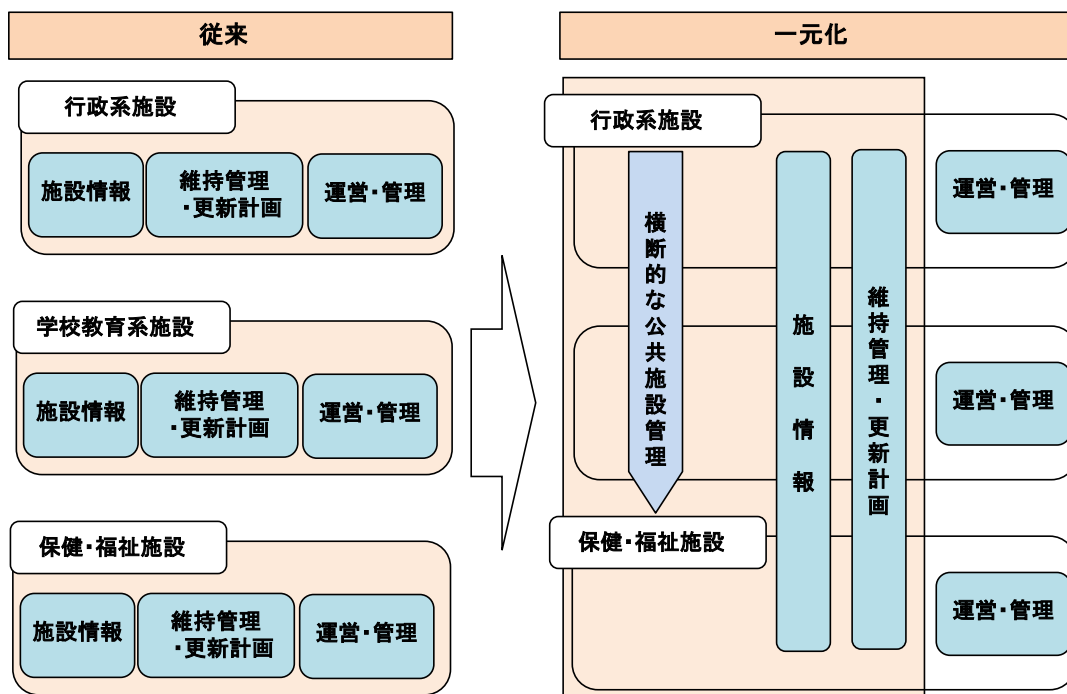 従来
行政系施設
施設情報
維持管理
・更新計画
運営・管理
学校教育系施設
施設情報
維持管理
・更新計画
運営・管理
保健・福祉施設
施設情報
維持管理
・更新計画
運営・管理
一元化
行政系施設
横断的な公共施設管理
施設情報
維持管理・更新計画
運営・管理
運営・管理
保健・福祉施設
運営・管理